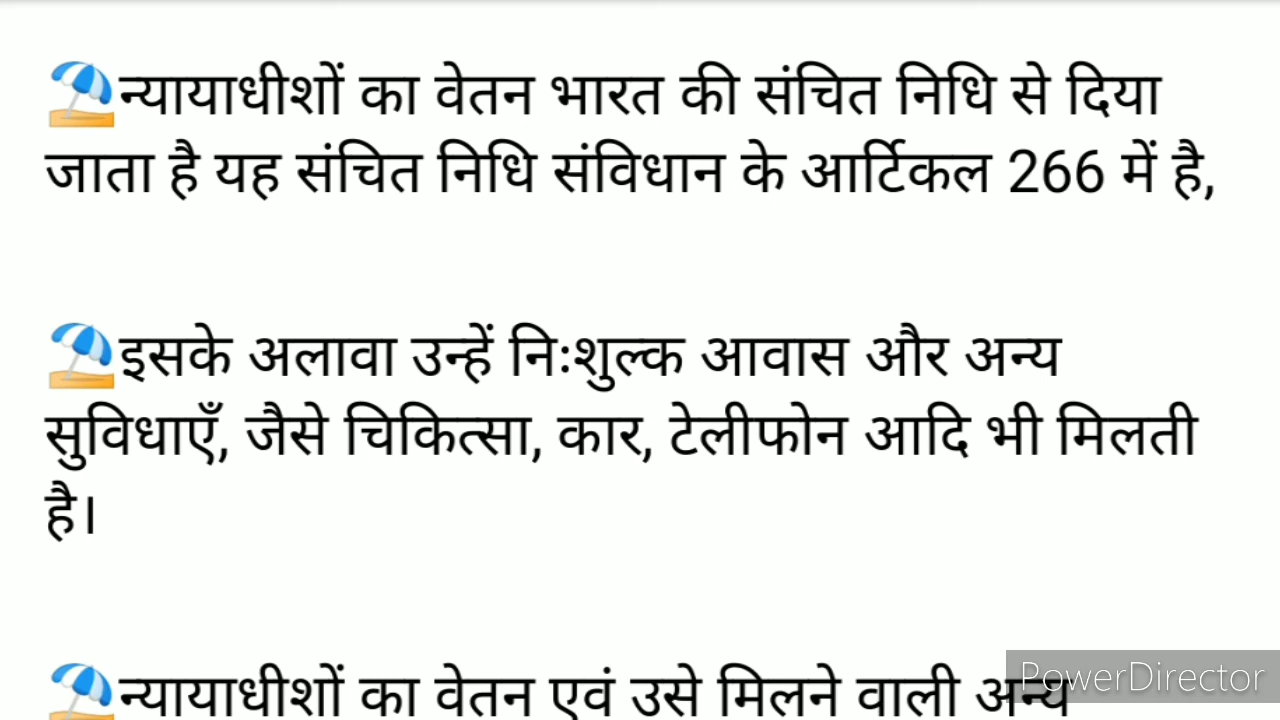 ⛱️न्यायाधीशों का वेतन भारत की संचित निधि से दिया
जाता है यह संचित निधि संविधान के आर्टिकल 266 में है,
⛱️इसके अलावा उन्हें निःशुल्क आवास और अन्य
सुविधाएँ, जैसे चिकित्सा, कार, टेलीफोन आदि भी मिलती
है।
⛱️न्यायाधीशों का वेतन एवं उसे मिलने वाली अन्य
PowerDirector